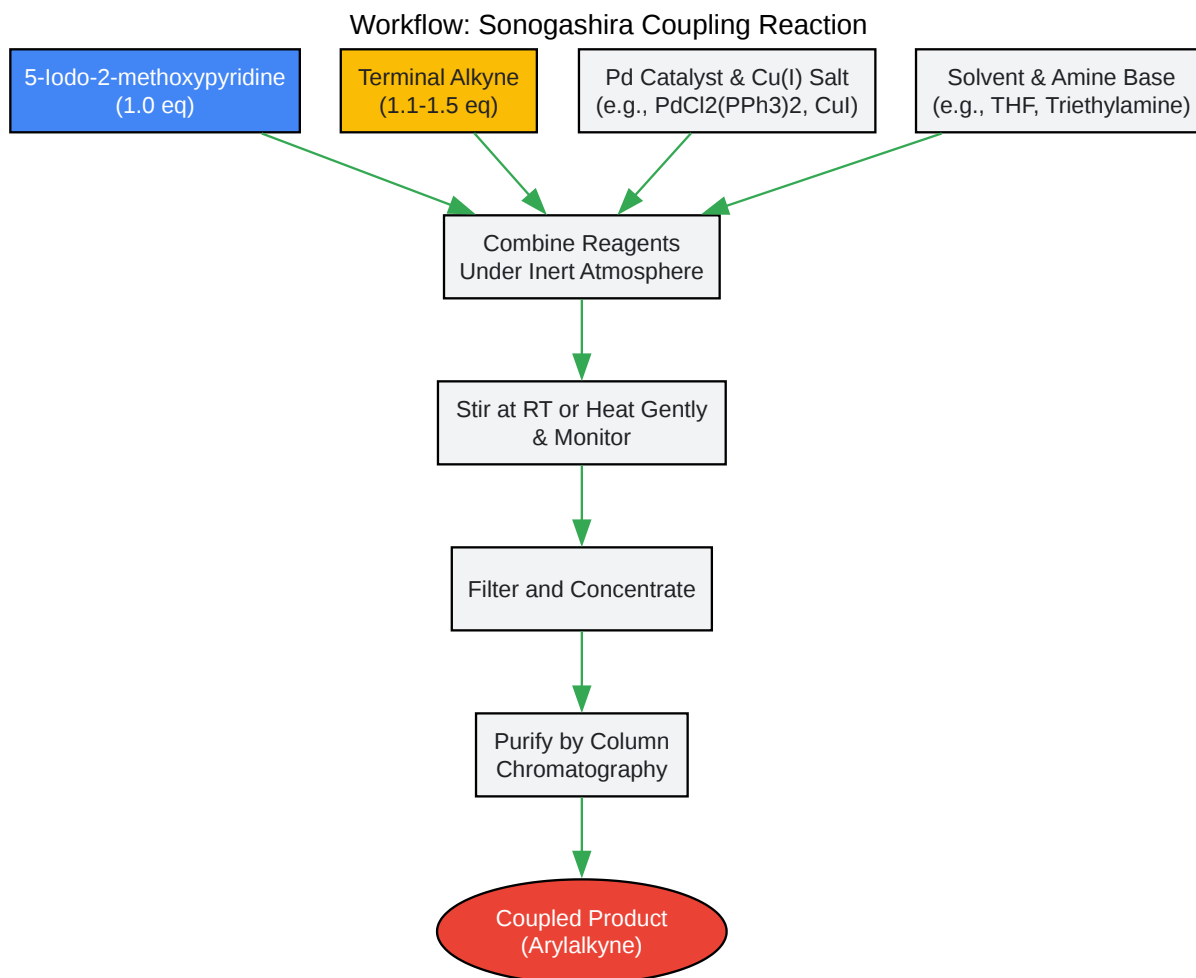 Workflow: Sonogashira Coupling Reaction
5-Iodo-2-methoxypyridine
(1.0 eq)
Terminal Alkyne
(1.1-1.5 eq)
Pd Catalyst & Cu(I) Salt
(e.g., PdCl2(PPh3)2, CuI)
Solvent & Amine Base
(e.g., THF, Triethylamine)
Combine Reagents
Under Inert Atmosphere
Stir at RT or Heat Gently
& Monitor
Filter and Concentrate
Purify by Column
Chromatography
Coupled Product
(Arylalkyne)